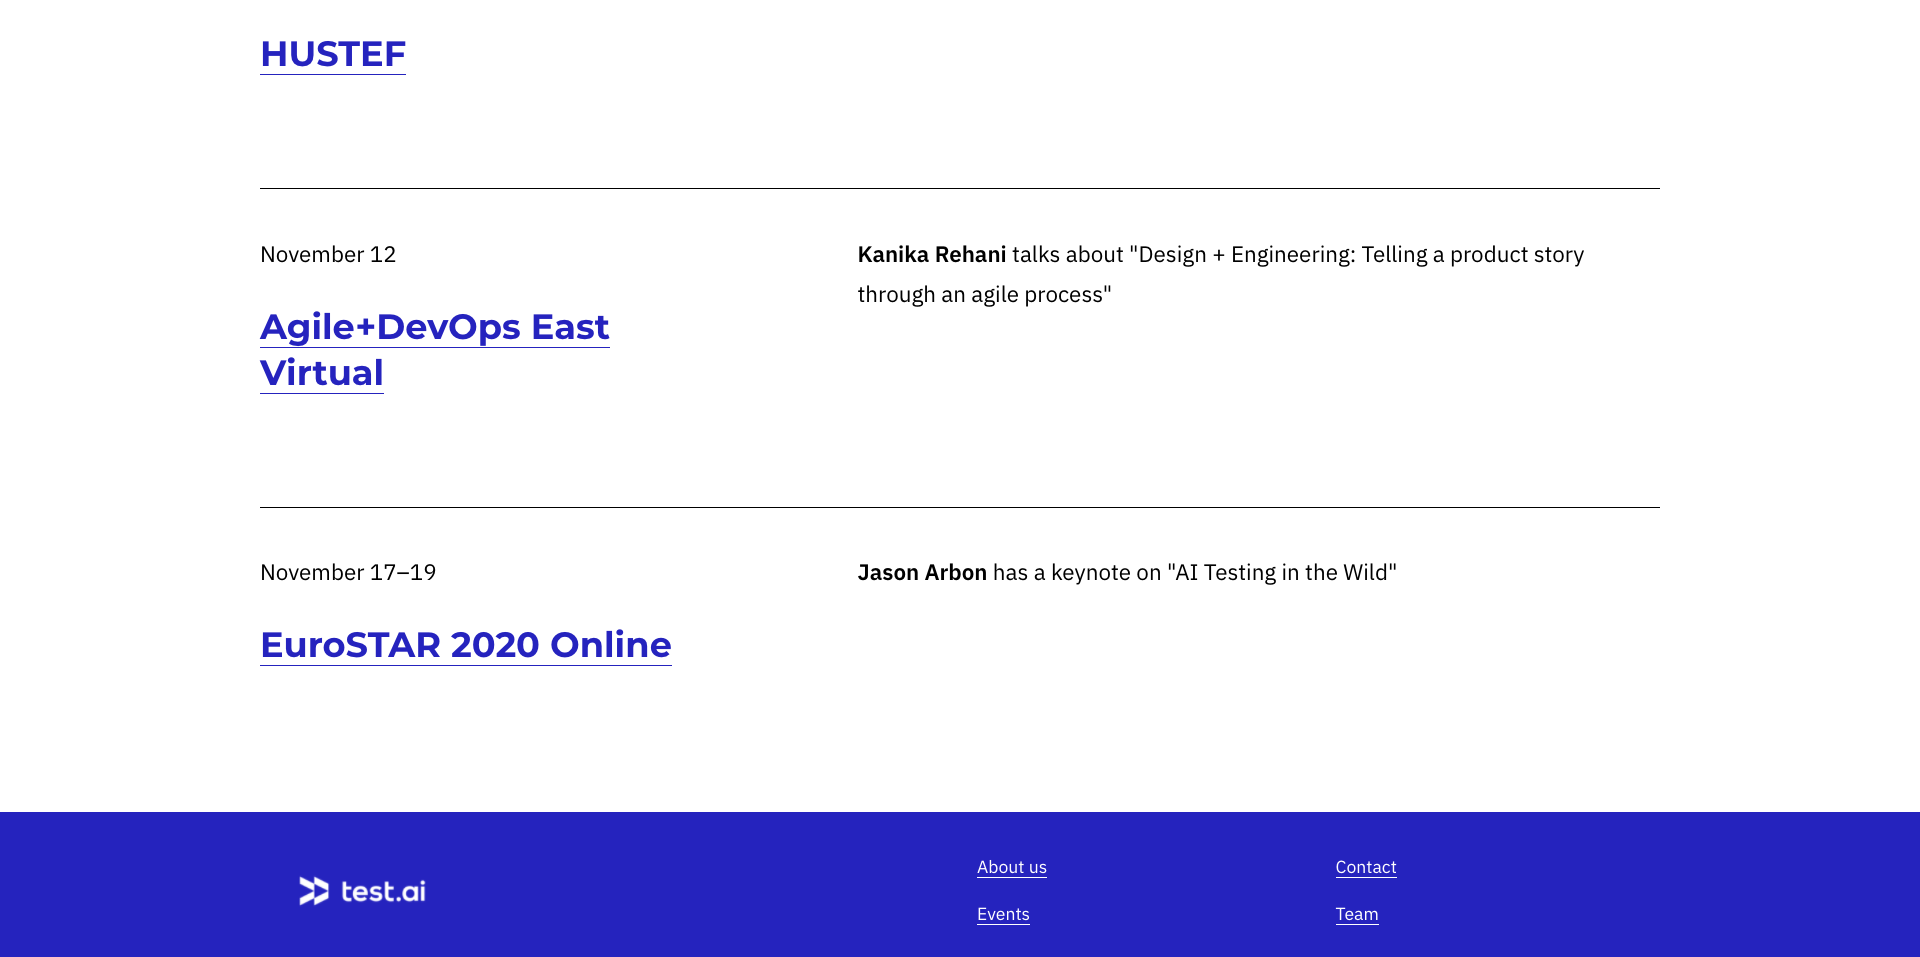 HUSTEF
November 12
Agile+DevOps East
Virtual
Kanika Rehani talks about "Design + Engineering: Telling a product story
through an agile process"
November 17–19
EuroSTAR 2020 Online
Jason Arbon has a keynote on "AI Testing in the Wild"
test.ai
About us
Events
Contact
Team